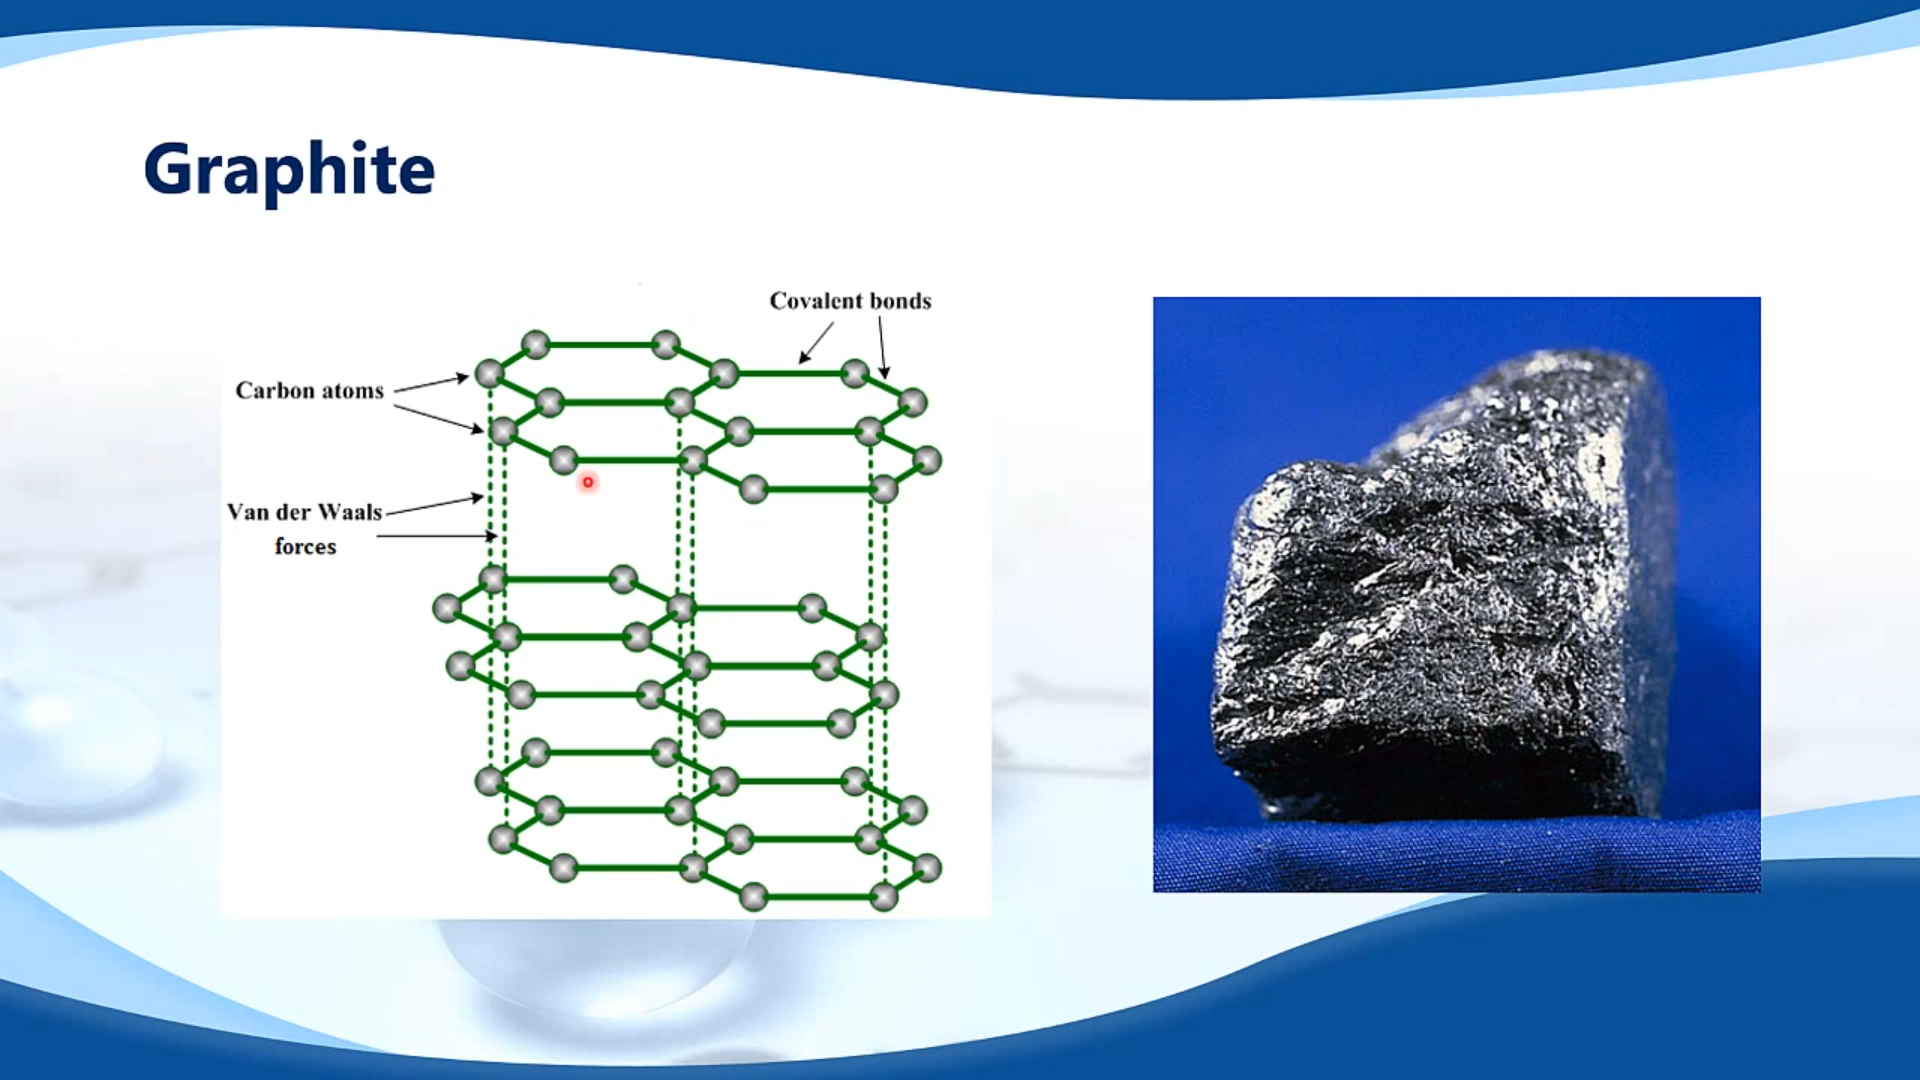 Graphite
Covalent bonds
Carbon atoms
Van der Waals
forces